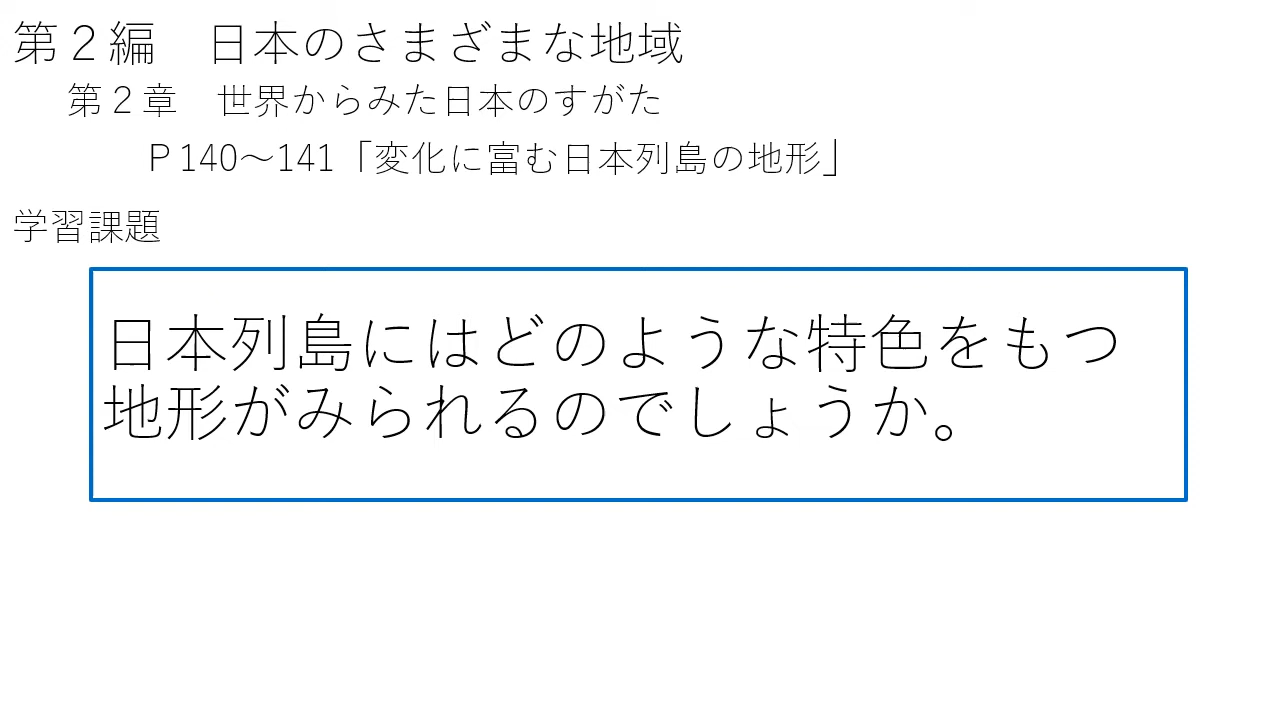 第２編　日本のさまざまな地域
第２章　世界からみた日本のすがた
Ｐ140～141「変化に富む日本列島の地形」
学習課題
日本列島にはどのような特色をもつ
地形がみられるのでしょうか。